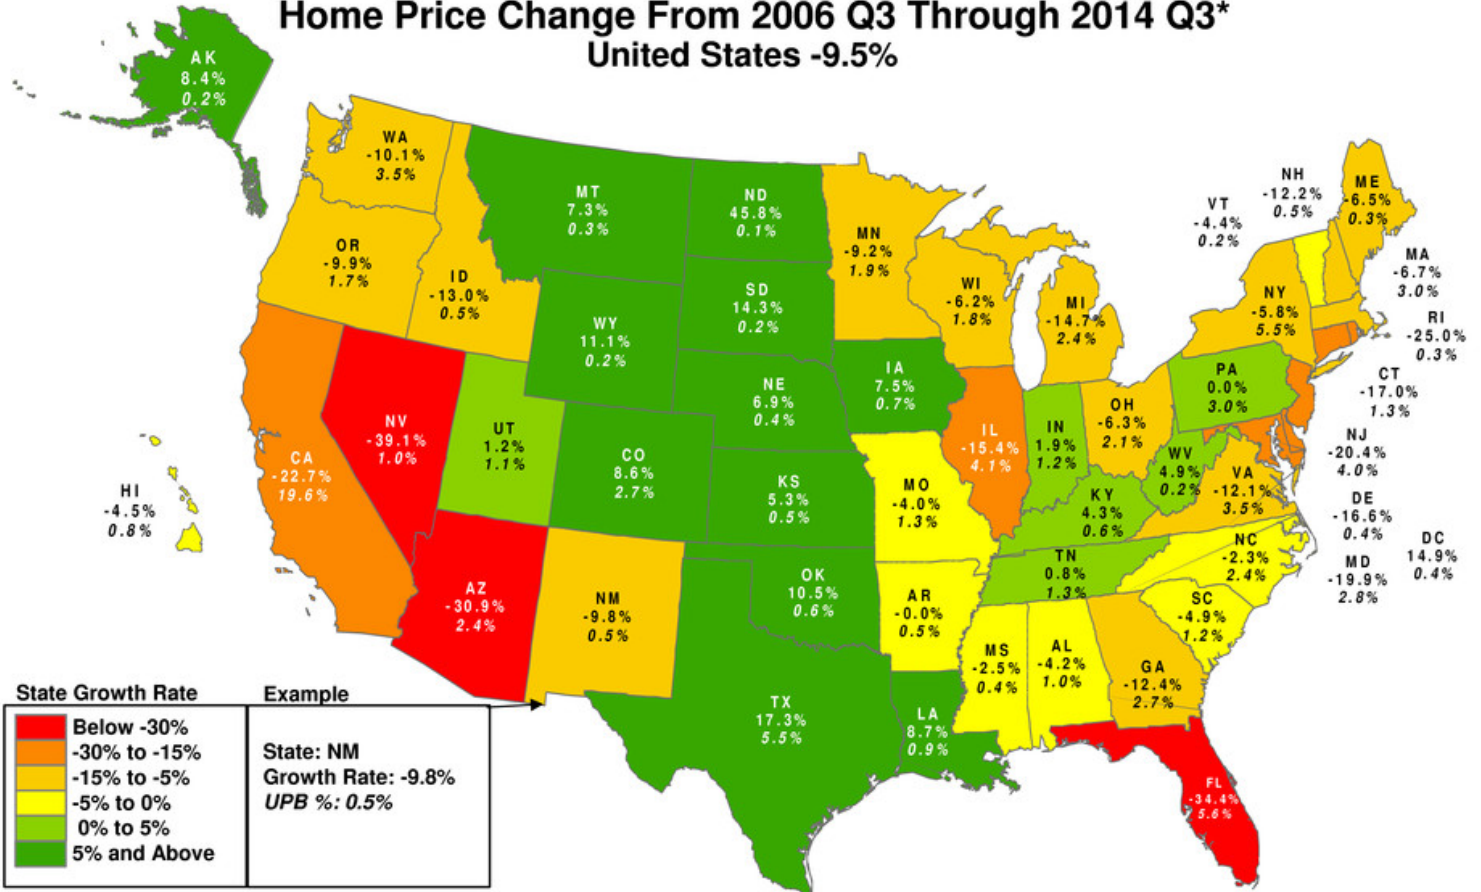 Home Price Change From 2006 Q3 Through 2014 Q3*
United States -9.5%
AK
8.4%
0.2%
WA
-10.1%
3.5%
OR
-9.9%
1.7%
ID
-13.0%
0.5%
MT
7.3%
0.3%
ND
45.8%
0.1%
MN
-9.2%
1.9%
WI
-6.2%
1.8%
MI
-14.7%
2.4%
NY
-5.8%
5.5%
VT
-4.4%
0.2%
NH
-12.2%
0.5%
ME
-6.5%
0.3%
MA
-6.7%
3.0%
RI
-25.0%
0.3%
CT
-17.0%
1.3%
NJ
-20.4%
4.0%
DE
-16.6%
0.4%
DC
14.9%
0.4%
MD
-19.9%
2.8%
SD
14.3%
0.2%
WY
11.1%
0.2%
NE
6.9%
0.4%
IA
7.5%
0.7%
IL
-15.4%
4.1%
IN
1.9%
1.2%
OH
-6.3%
2.1%
PA
0.0%
3.0%
WV
4.9%
0.2%
VA
-12.1%
3.5%
KY
4.3%
0.6%
NC
-2.3%
2.4%
TN
0.8%
1.3%
SC
-4.9%
1.2%
GA
-12.4%
2.7%
AL
-4.2%
1.0%
MS
-2.5%
0.4%
FL
-34.4%
5.6%
LA
8.7%
0.9%
AR
-0.0%
0.5%
MO
-4.0%
1.3%
KS
5.3%
0.5%
OK
10.5%
0.6%
TX
17.3%
5.5%
CO
8.6%
2.7%
NM
-9.8%
0.5%
UT
1.2%
1.1%
AZ
-30.9%
2.4%
NV
-39.1%
1.0%
CA
-22.7%
19.6%
HI
-4.5%
0.8%
State Growth Rate
Below -30%
-30% to -15%
-15% to -5%
-5% to 0%
0% to 5%
5% and Above
Example
State: NM
Growth Rate: -9.8%
UPB %: 0.5%